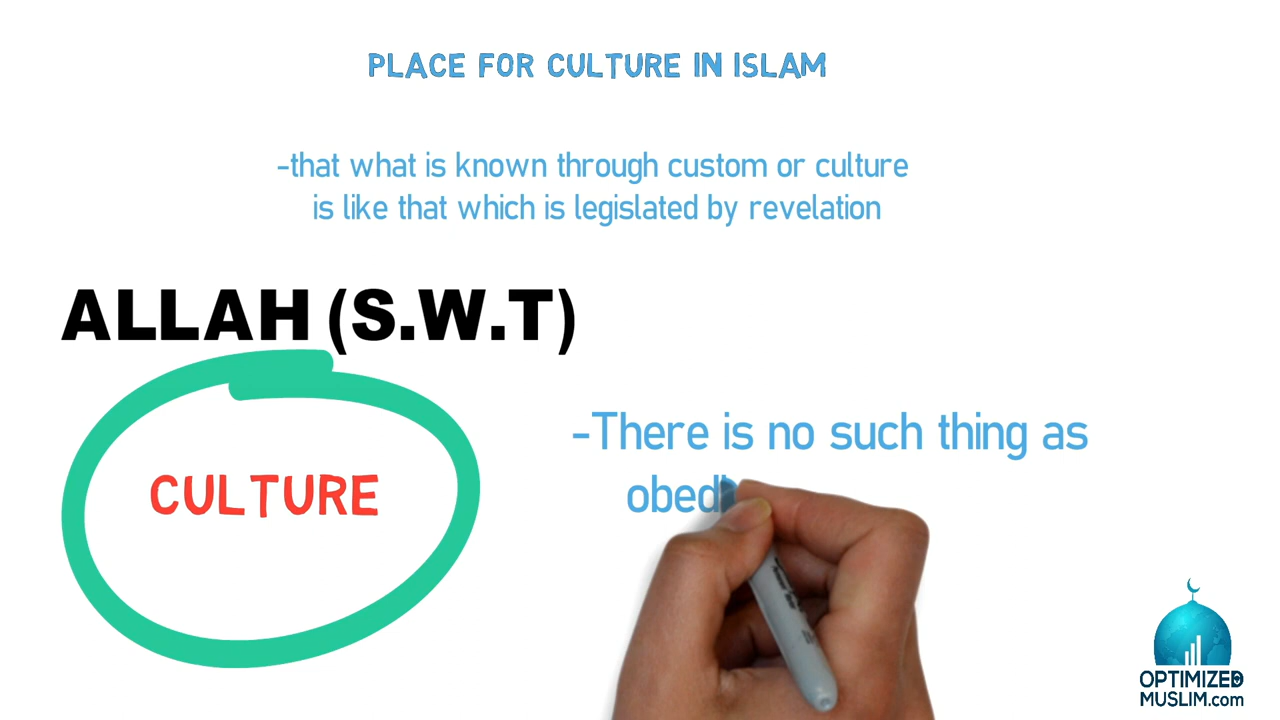 PLACE FOR CULTURE IN ISLAM
-that what is known through custom or culture
is like that which is legislated by revelation
ALLAH (S.W.T)
CULTURE
-There is no such thing as
OPTIMIZED
MUSLIM.com